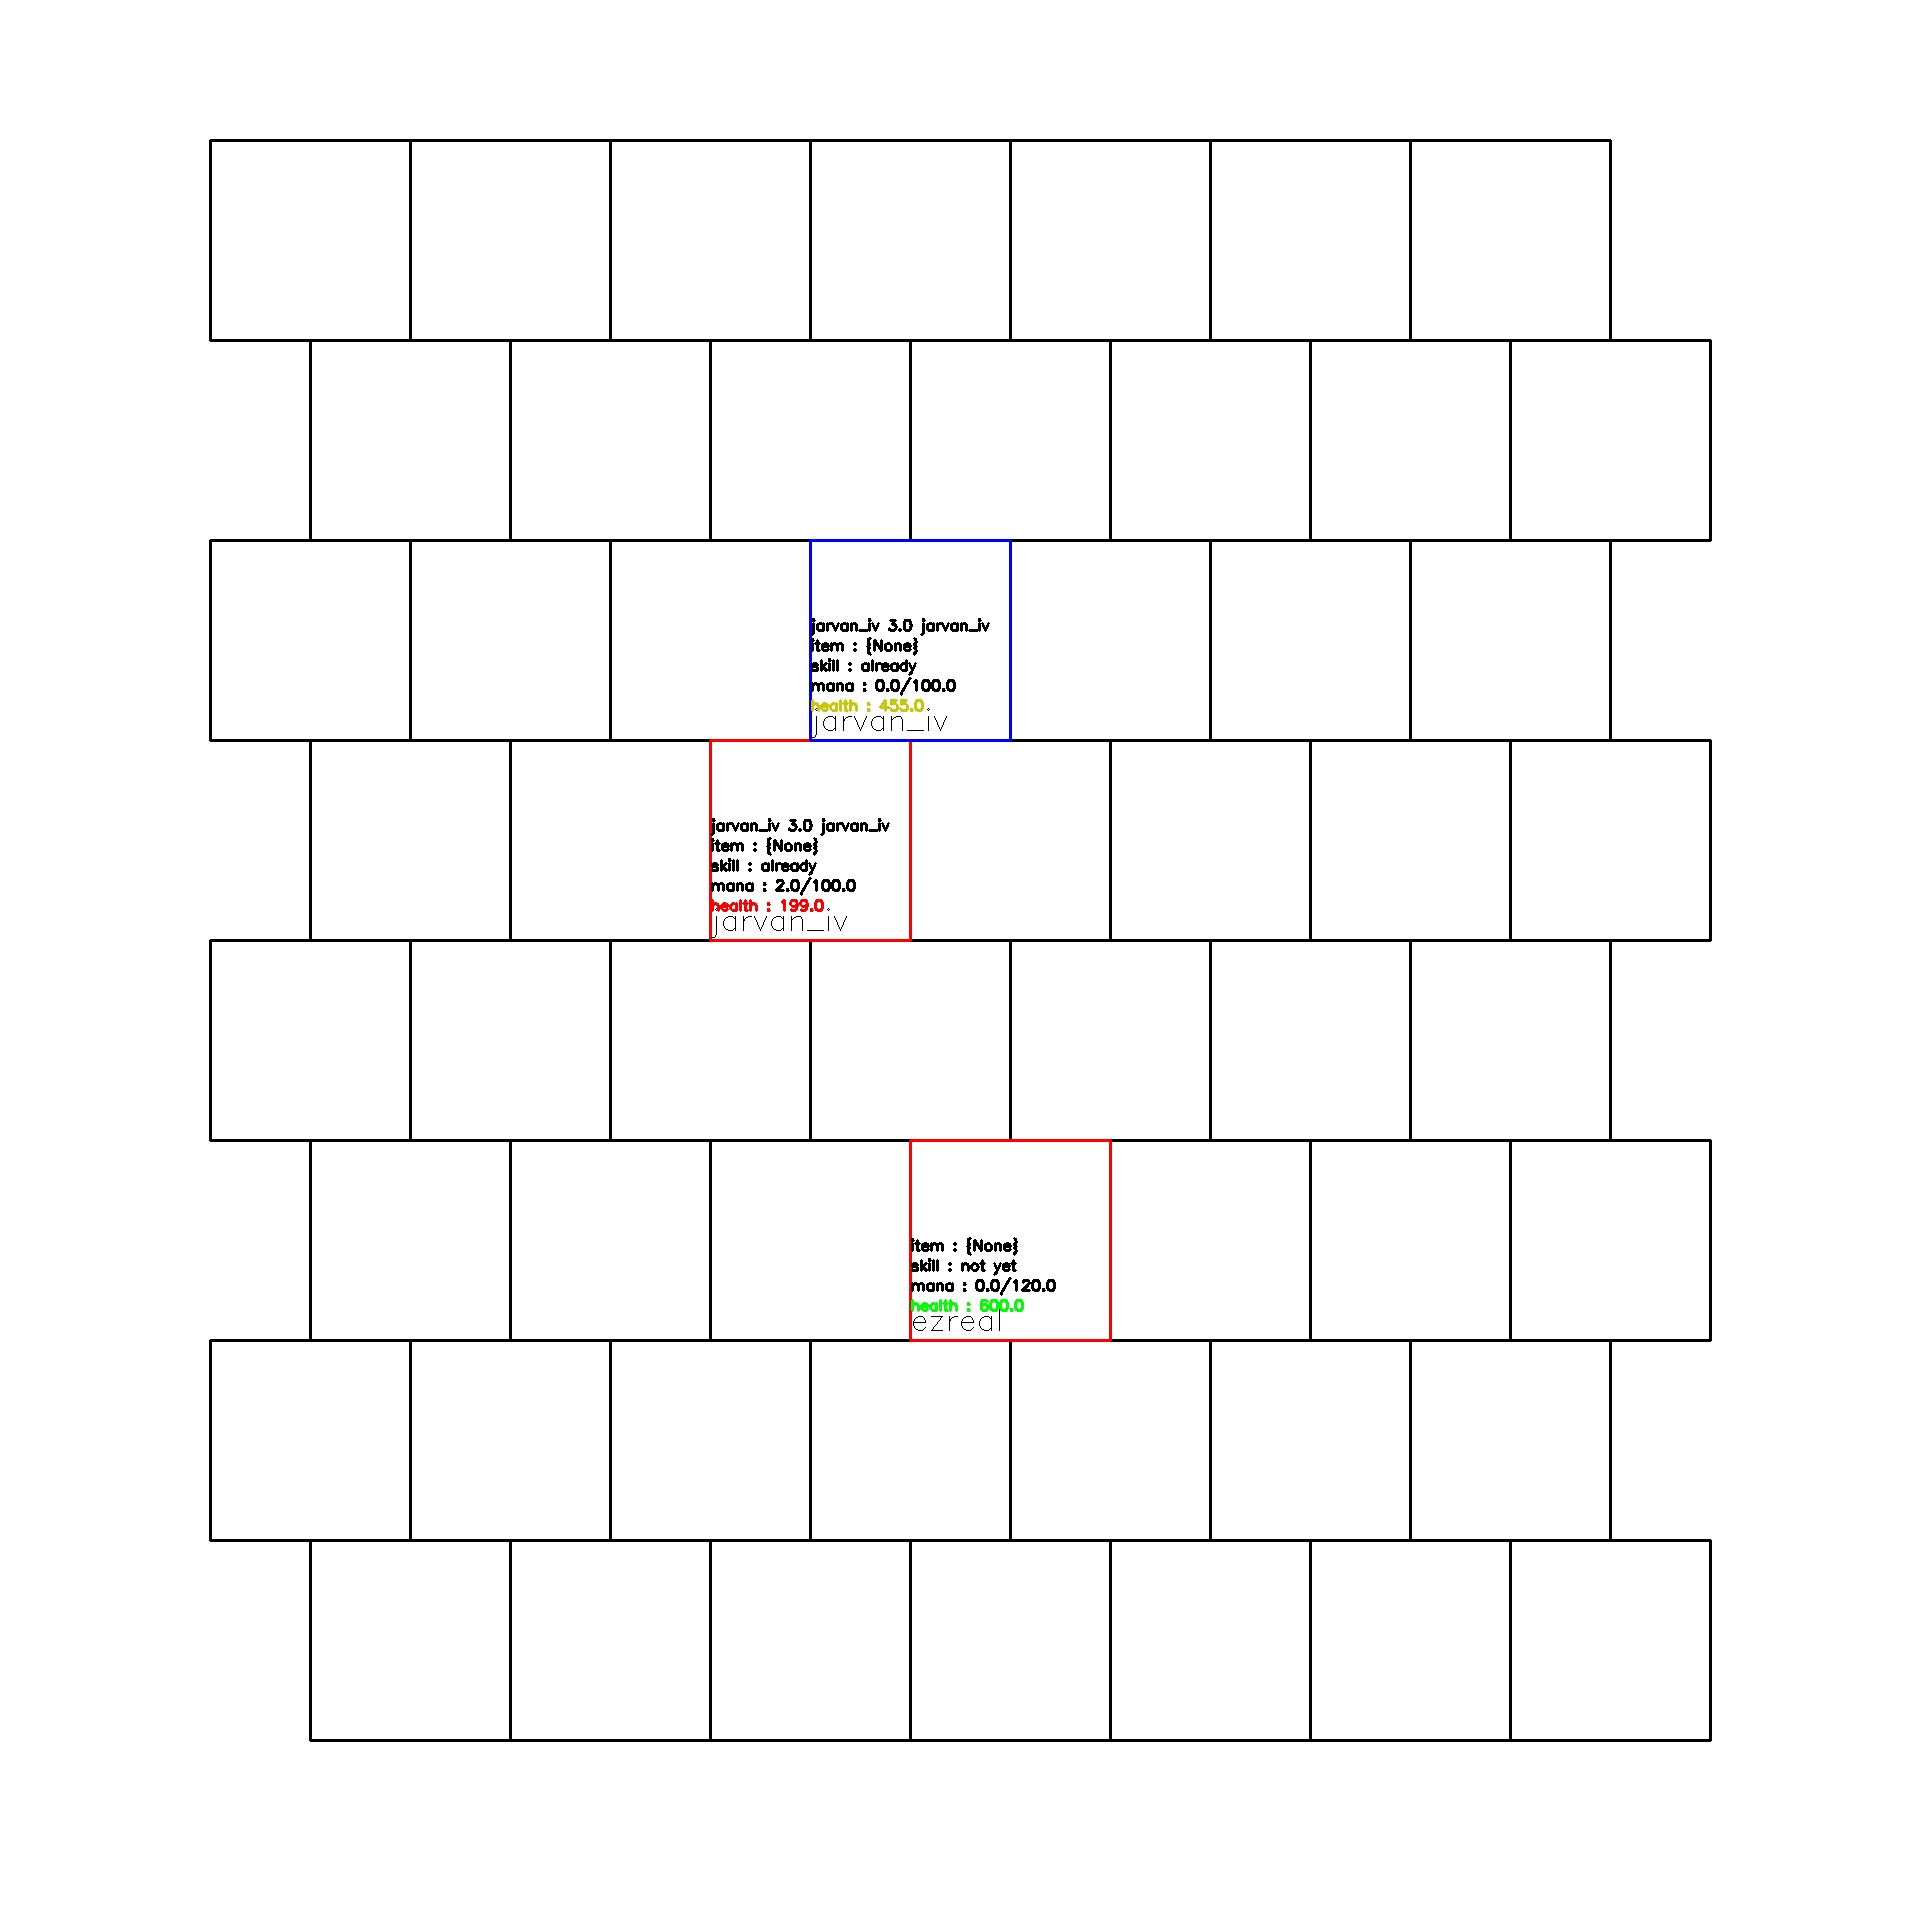 jarvan_iv 3.0 jarvan_iv
item : {None}
skill : already
mana : 0.0/100.0
health : 455.0
jarvan_iv
jarvan_iv 3.0 jarvan_iv
item : {None}
skill : already
mana : 2.0/100.0
health : 199.0
jarvan_iv
item : {None}
skill : not yet
mana : 0.0/120.0
health : 600.0
ezreal